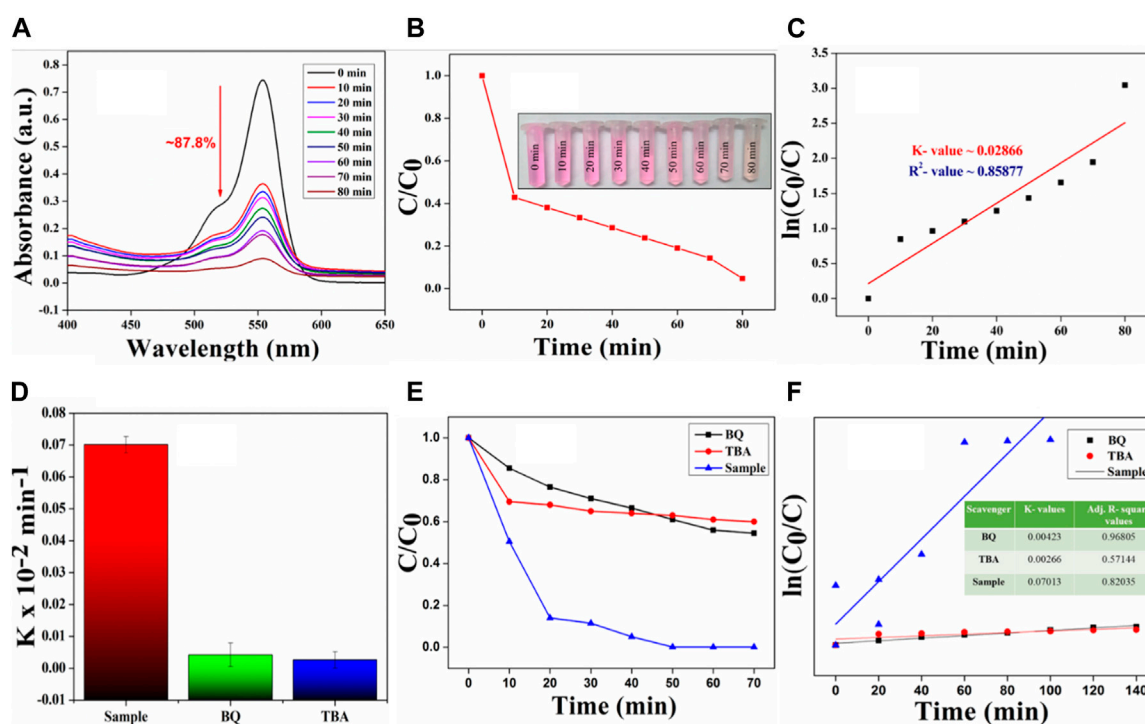 A
Absorbance (a.u.)
0.8
0.7
0.6
0.5
0.4
0.3
0.2
0.1
0.0
-0.1
~87.8%
0 min
10 min
20 min
30 min
40 min
50 min
60 min
70 min
80 min
400
450
500
550
600
650
Wavelength (nm)
B
C/C0
1.0
0.8
0.6
0.4
0.2
0.0
0 min
10 min
20 min
30 min
40 min
50 min
60 min
70 min
80 min
0
10
20
30
40
50
60
70
80
Time (min)
C
ln(C0/C)
3.5
3.0
2.5
2.0
1.5
1.0
0.5
0.0
K- value ~ 0.02866
R2- value ~ 0.85877
0
20
40
60
80
Time (min)
D
K x 10−2 min−1
0.08
0.07
0.06
0.05
0.04
0.03
0.02
0.01
0.00
-0.01
Sample
BQ
TBA
E
C/C0
1.0
0.8
0.6
0.4
0.2
0.0
BQ
TBA
Sample
0
10
20
30
40
50
60
70
Time (min)
F
ln(C0/C)
BQ
TBA
Sample
Scavenger K- values Adj. R- squar
values
BQ 0.00423 0.96805
TBA 0.00266 0.57144
Sample 0.07013 0.82035
0
20
40
60
80
100
120
140
Time (min)